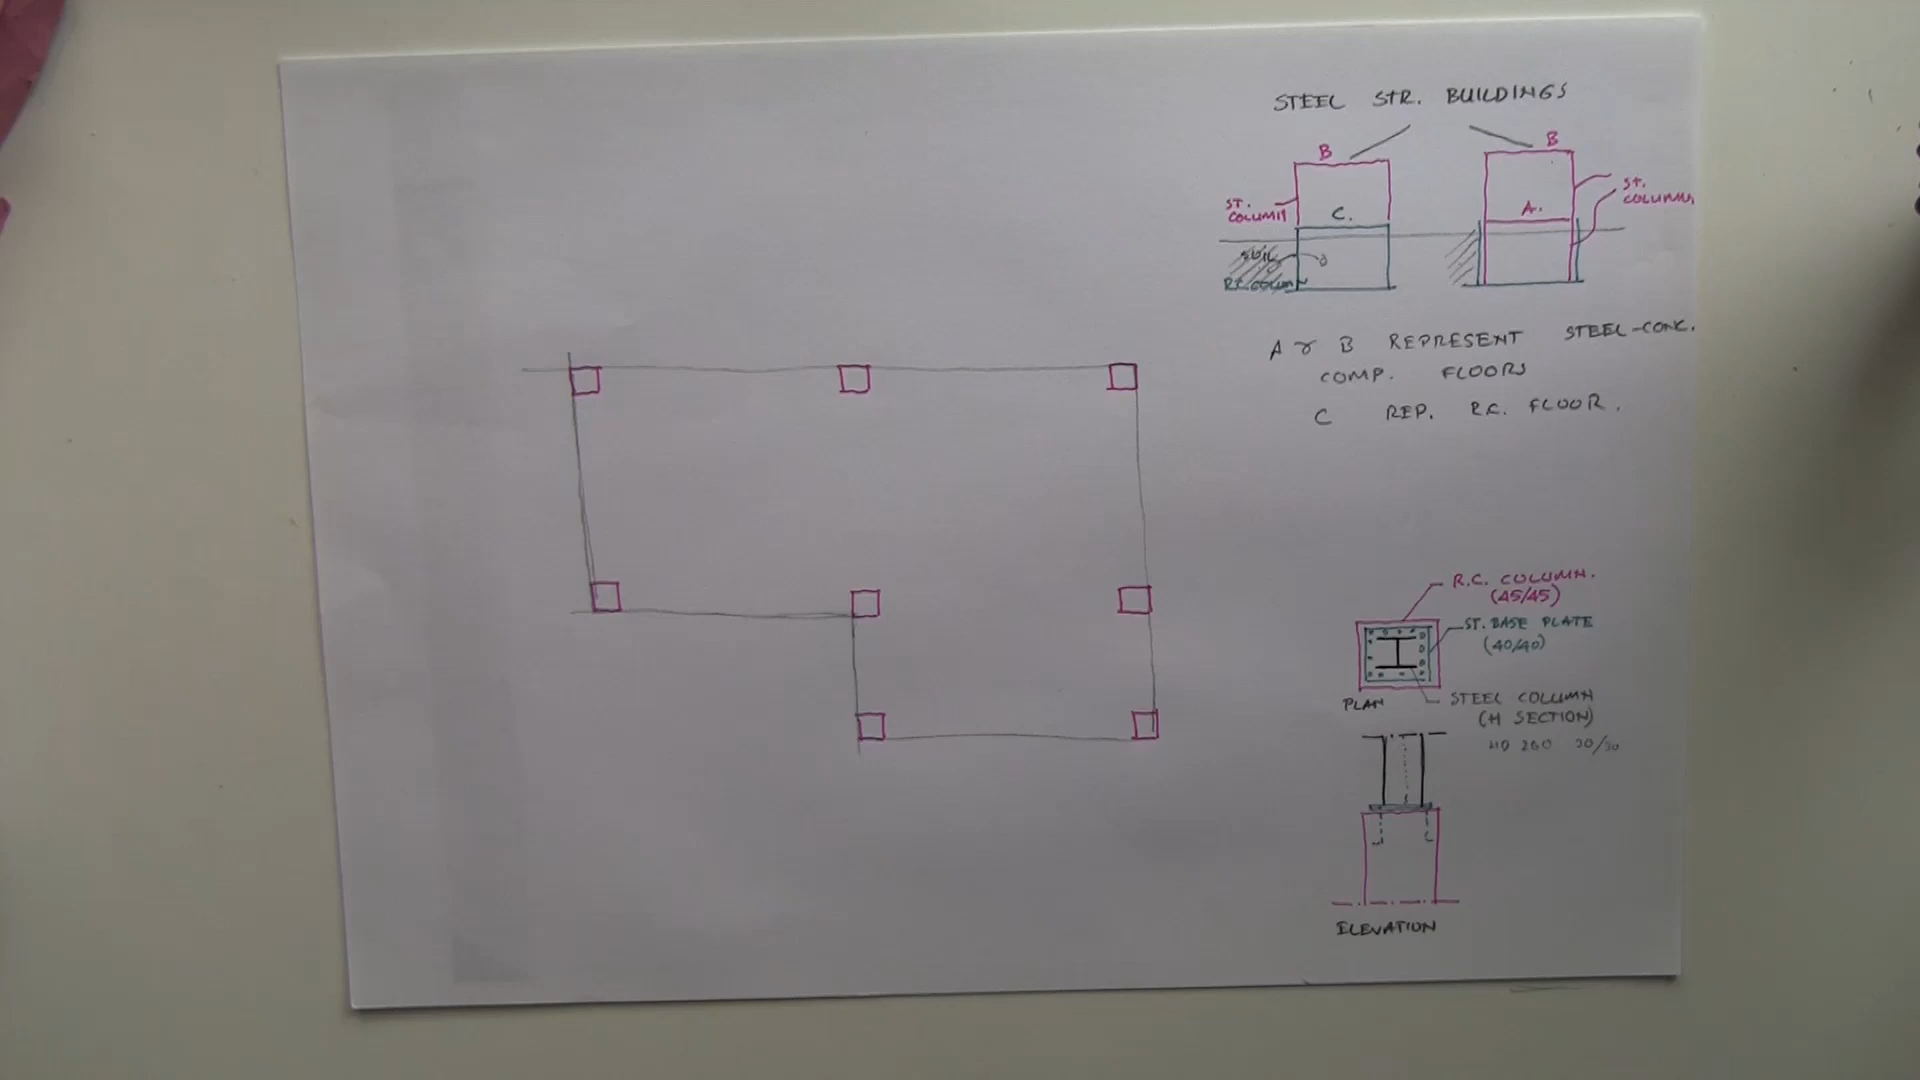 STEEL STR. BUILDINGS
B
B
ST.
COLUMN
C.
A.
ST.
COLUMN
SOIL
R.C. COLUMN
A & B REPRESENT STEEL-CONC.
COMP. FLOORS
C REP. R.C. FLOOR.
R.C. COLUMN.
(45/45)
ST. BASE PLATE
(40/40)
PLAN
STEEL COLUMN
(H SECTION)
HD 260 30/30
ELEVATION